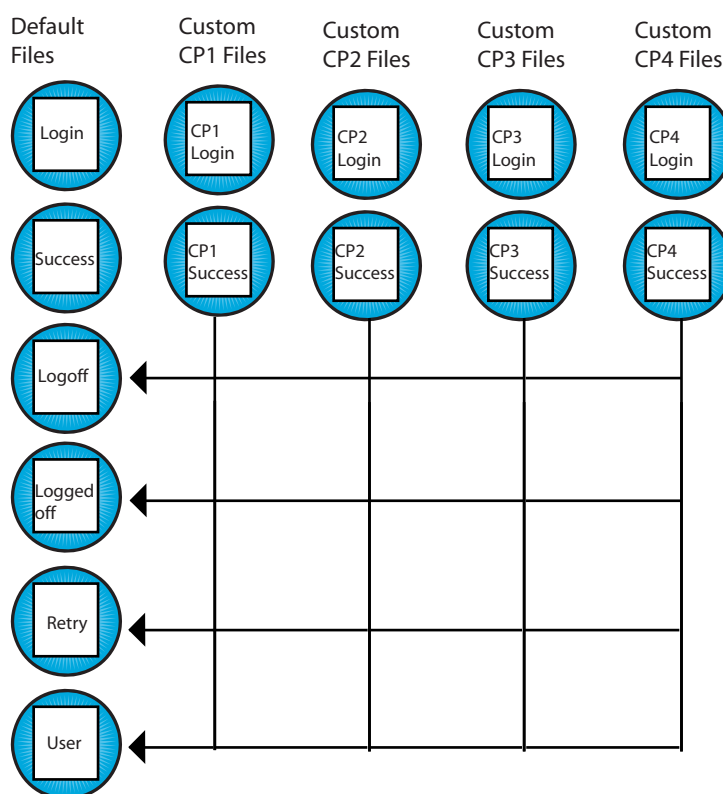 Default
Files
Custom
CP1 Files
Custom
CP2 Files
Custom
CP3 Files
Custom
CP4 Files
Login
CP1
Login
CP2
Login
CP3
Login
CP4
Login
Success
CP1
Success
CP2
Success
CP3
Success
CP4
Success
Logoff
Logged
off
Retry
User